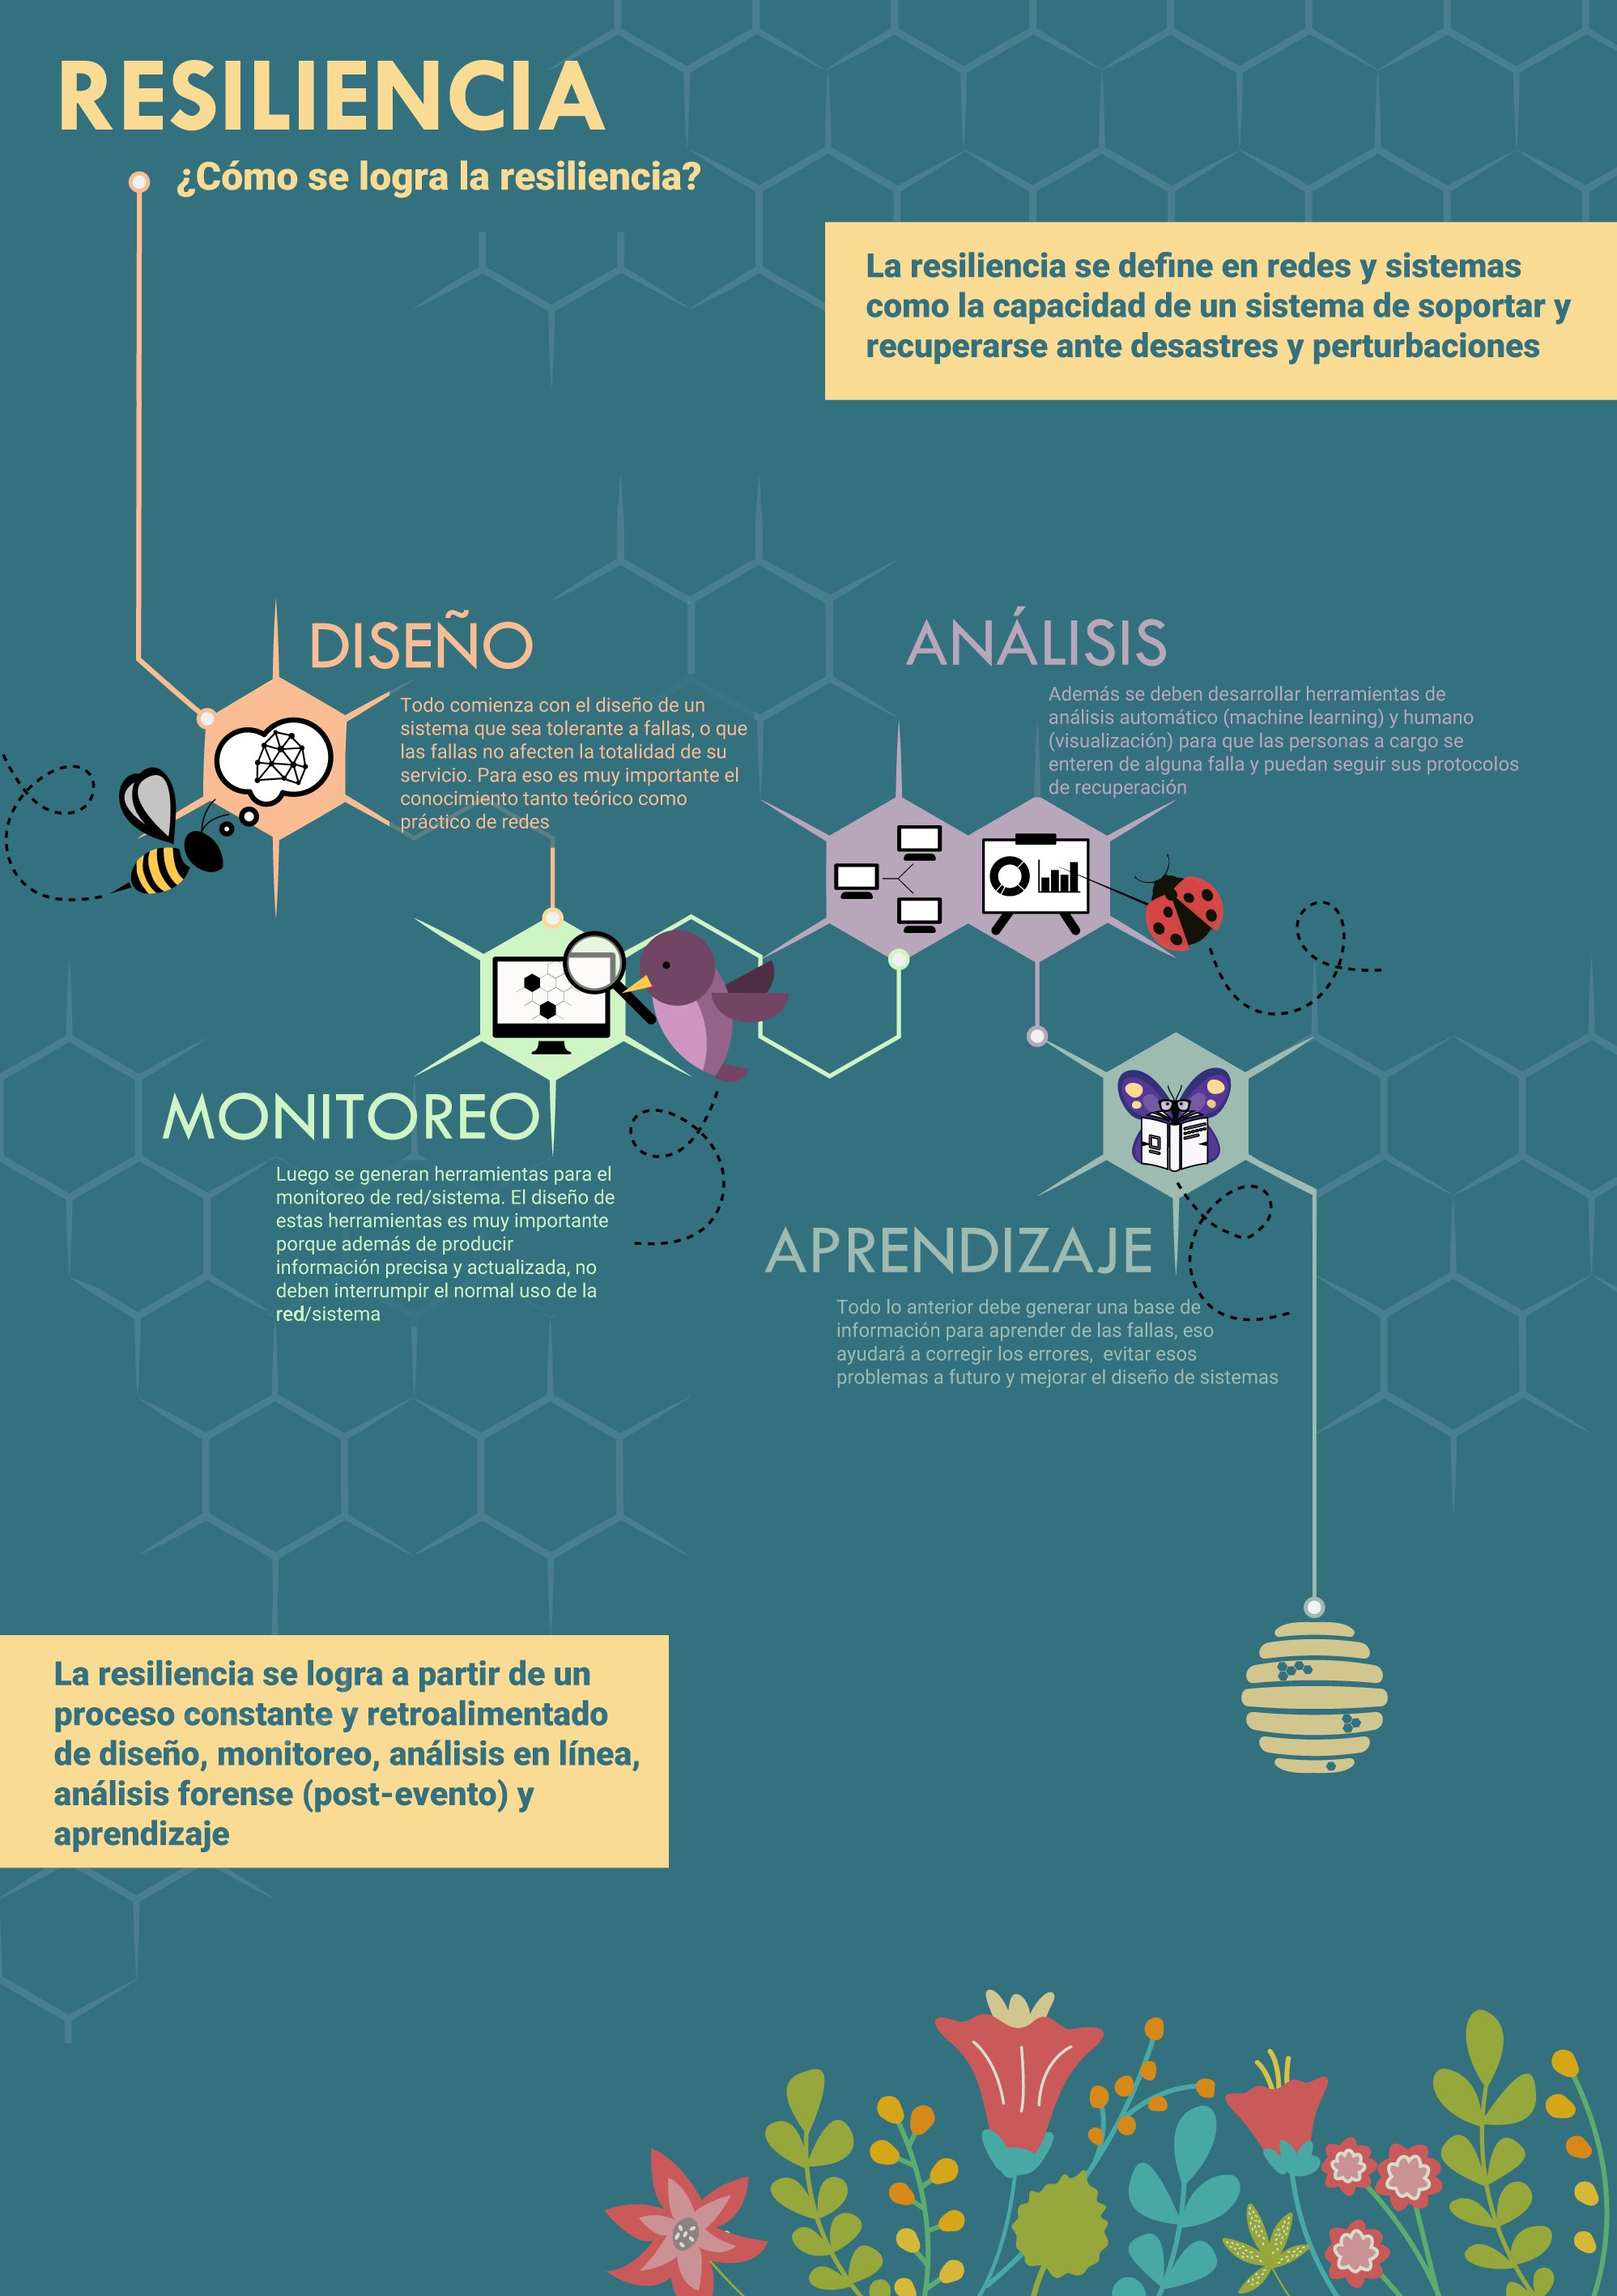 RESILIENCIA
¿Cómo se logra la resiliencia?
La resiliencia se define en redes y sistemas
como la capacidad de un sistema de soportar y
recuperarse ante desastres y perturbaciones
DISEÑO
Todo comienza con el diseño de un
sistema que sea tolerante a fallas, o que
las fallas no afecten la totalidad de su
servicio. Para eso es muy importante el
conocimiento tanto teórico como
práctico de redes
ANÁLISIS
Además se deben desarrollar herramientas de
análisis automático (machine learning) y humano
(visualización) para que las personas a cargo se
enteren de alguna falla y puedan seguir sus protocolos
de recuperación
MONITOREO
Luego se generan herramientas para el
monitoreo de red/sistema. El diseño de
estas herramientas es muy importante
porque además de producir
información precisa y actualizada, no
deben interrumpir el normal uso de la
red/sistema
APRENDIZAJE
Todo lo anterior debe generar una base de
información para aprender de las fallas, eso
ayudará a corregir los errores,  evitar esos
problemas a futuro y mejorar el diseño de sistemas
La resiliencia se logra a partir de un
proceso constante y retroalimentado
de diseño, monitoreo, análisis en línea,
análisis forense (post-evento) y
aprendizaje